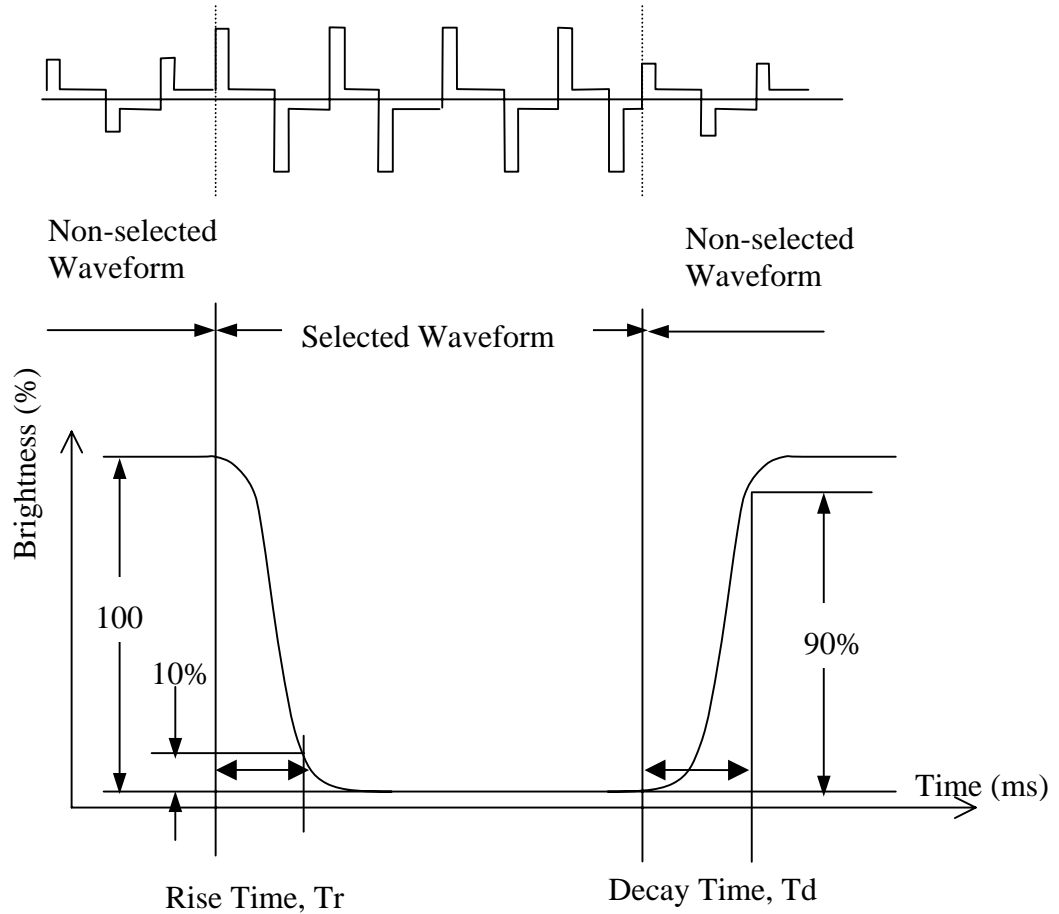 Non-selected
Waveform
Non-selected
Waveform
Selected Waveform
Brightness (%)
100
10%
90%
Time (ms)
Rise Time, Tr
Decay Time, Td